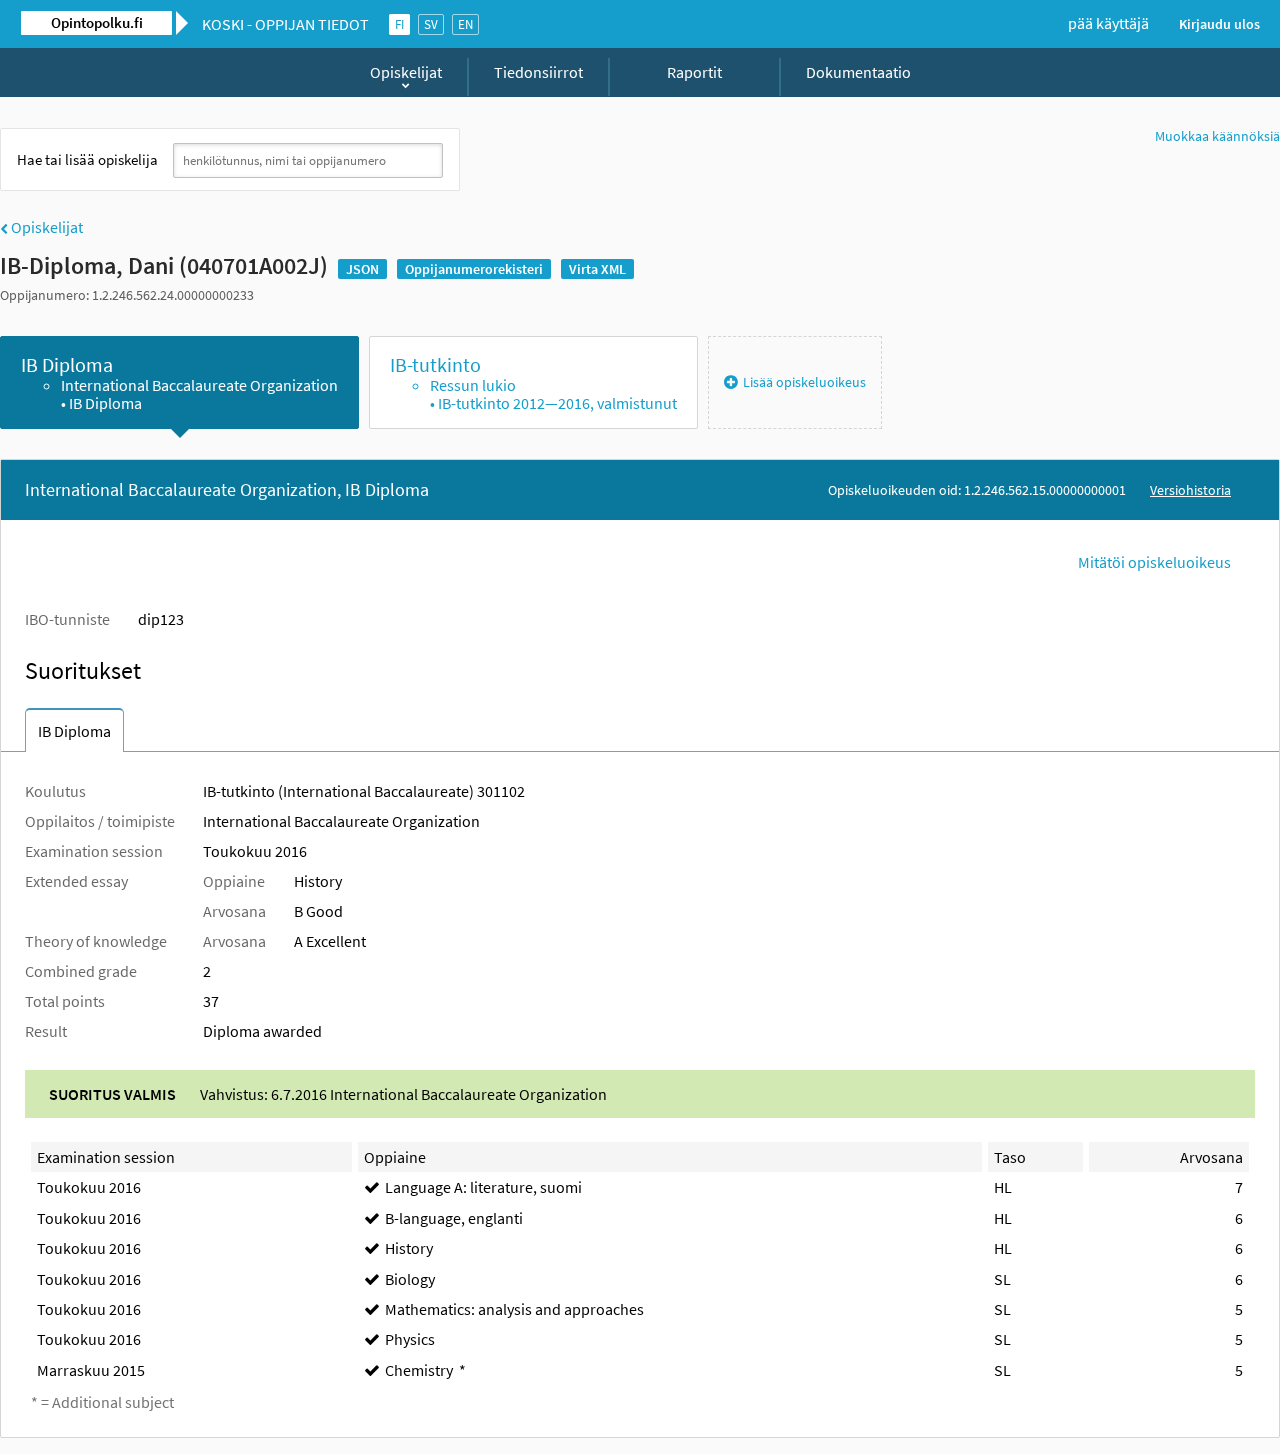 Opintopolku.fi KOSKI - OPPIJAN TIEDOT FI SV EN pää käyttäjä Kirjaudu ulos
Opiskelijat Tiedonsiirrot Raportit Dokumentaatio
Muokkaa käännöksiä
Hae tai lisää opiskelija henkilötunnus, nimi tai oppijanumero
Opiskelijat
IB-Diploma, Dani (040701A002J) JSON Oppijanumerorekisteri Virta XML
Oppijanumero: 1.2.246.562.24.00000000233
IB Diploma
International Baccalaureate Organization
• IB Diploma
IB-tutkinto
Ressun lukio
• IB-tutkinto 2012—2016, valmistunut
Lisää opiskeluoikeus
International Baccalaureate Organization, IB Diploma Opiskeluoikeuden oid: 1.2.246.562.15.00000000001 Versiohistoria
Mitätöi opiskeluoikeus
IBO-tunniste dip123
Suoritukset
IB Diploma
Koulutus IB-tutkinto (International Baccalaureate) 301102
Oppilaitos / toimipiste International Baccalaureate Organization
Examination session Toukokuu 2016
Extended essay Oppiaine History
Arvosana B Good
Theory of knowledge Arvosana A Excellent
Combined grade 2
Total points 37
Result Diploma awarded
SUORITUS VALMIS Vahvistus: 6.7.2016 International Baccalaureate Organization
Examination session Oppiaine Taso Arvosana
Toukokuu 2016 Language A: literature, suomi HL 7
Toukokuu 2016 B-language, englanti HL 6
Toukokuu 2016 History HL 6
Toukokuu 2016 Biology SL 6
Toukokuu 2016 Mathematics: analysis and approaches SL 5
Toukokuu 2016 Physics SL 5
Marraskuu 2015 Chemistry * SL 5
* = Additional subject